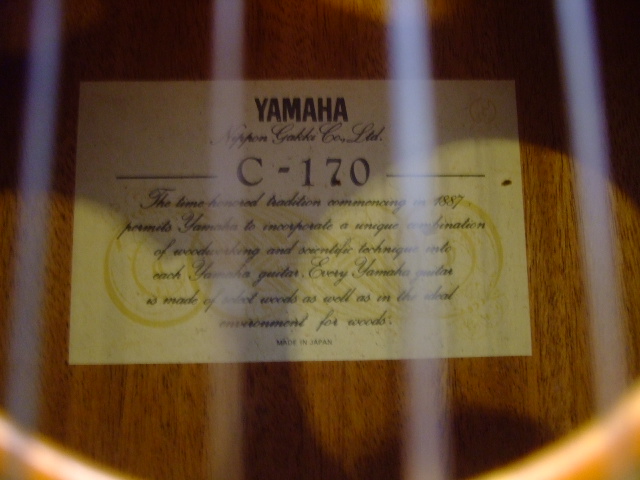 YAMAHA
Nippon Gakki Co., Ltd.
C-170
The time-honored tradition commencing in 1887
permits Yamaha to incorporate a unique combination
of woodworking and scientific technique into
each Yamaha guitar. Every Yamaha guitar
is made of select woods as well as in the ideal
environment for woods.
MADE IN JAPAN